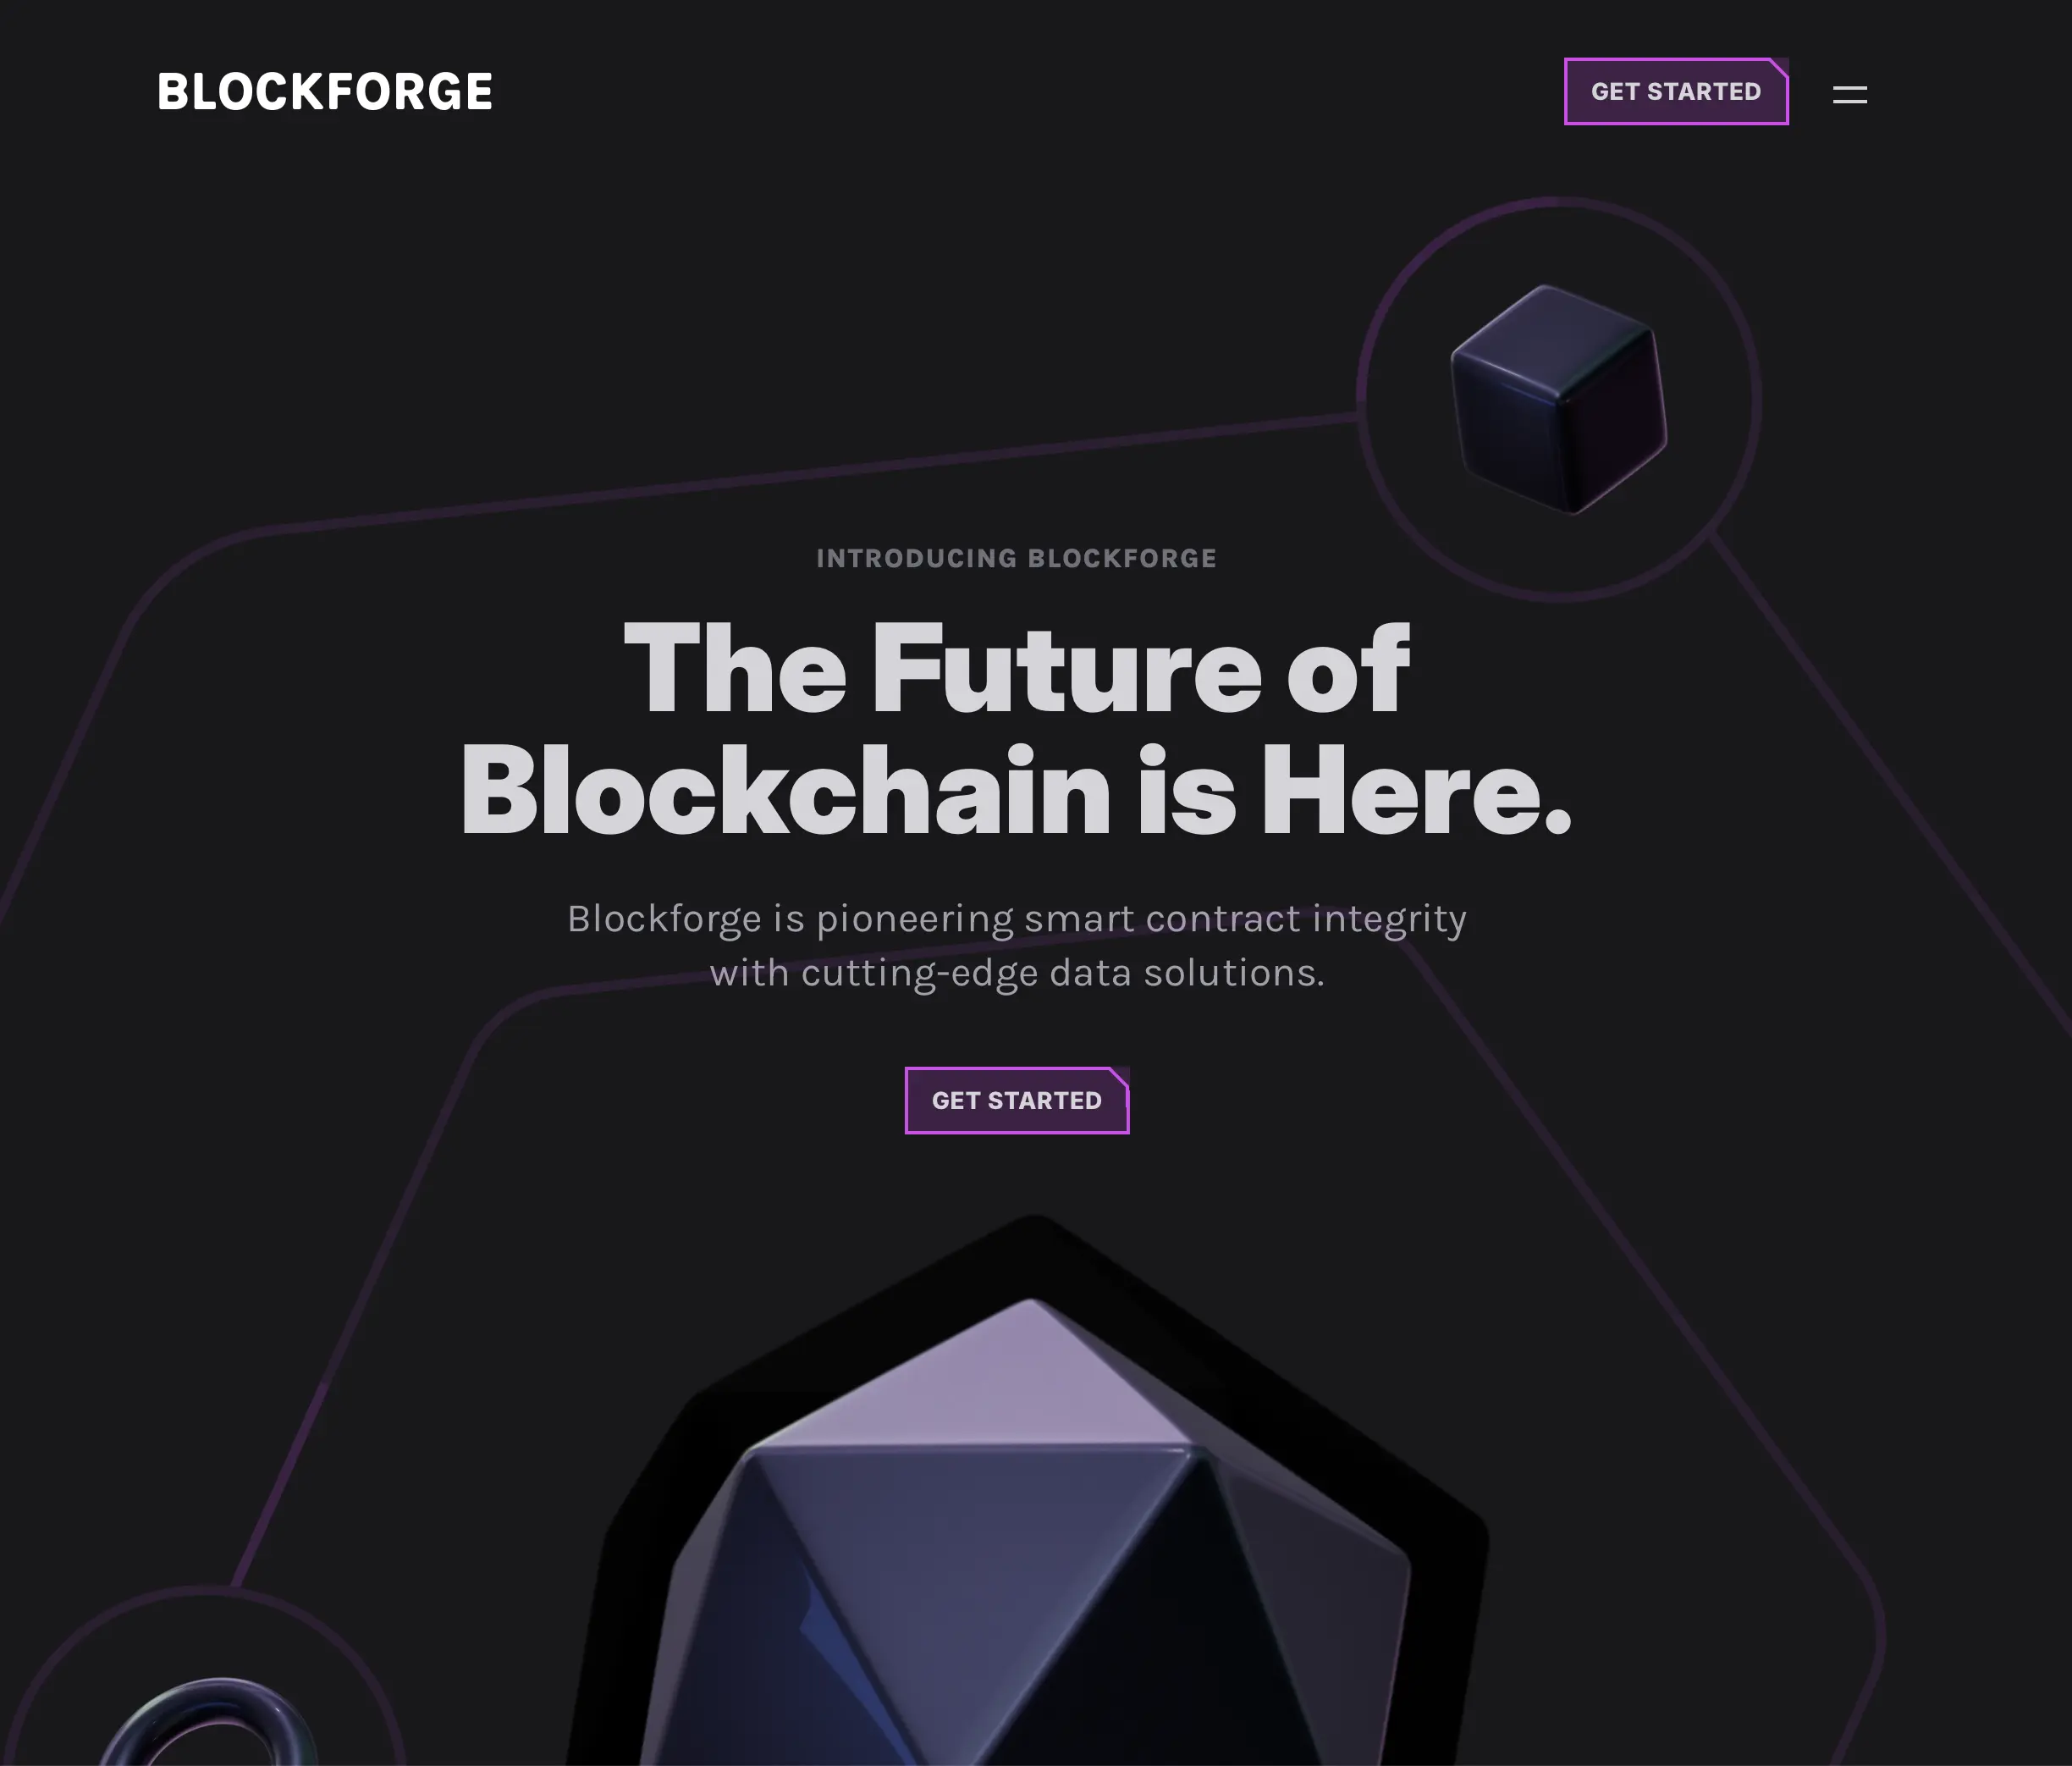 BLOCKFORGE
GET STARTED
INTRODUCING BLOCKFORGE
The Future of
Blockchain is Here.
Blockforge is pioneering smart contract integrity
with cutting-edge data solutions.
GET STARTED